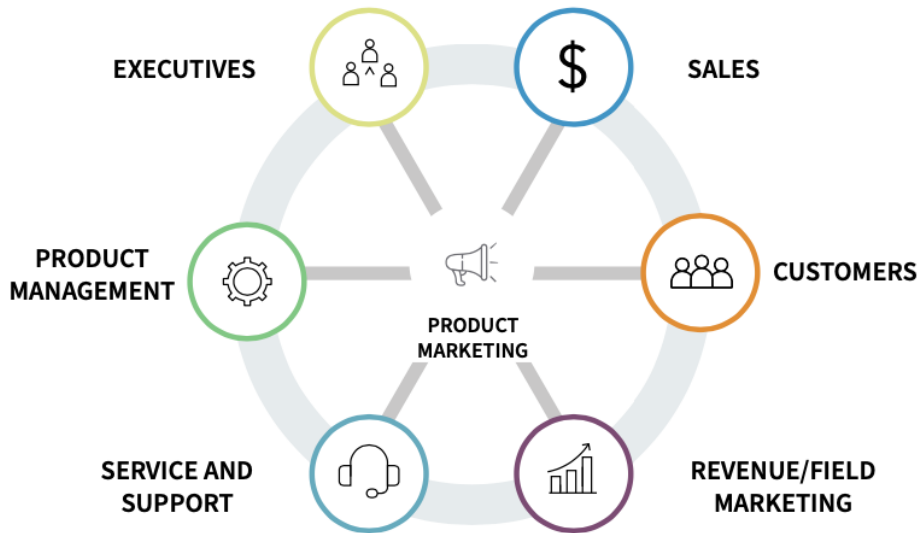 EXECUTIVES
$
SALES
PRODUCT
MANAGEMENT
CUSTOMERS
PRODUCT
MARKETING
SERVICE AND
SUPPORT
REVENUE/FIELD
MARKETING